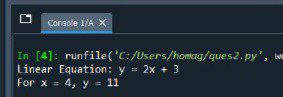 Console 1/A X
In [4]: runfile('C:/Users/homag/ques2.py',
Linear Equation: y = 2x + 3
For x = 4, y = 11